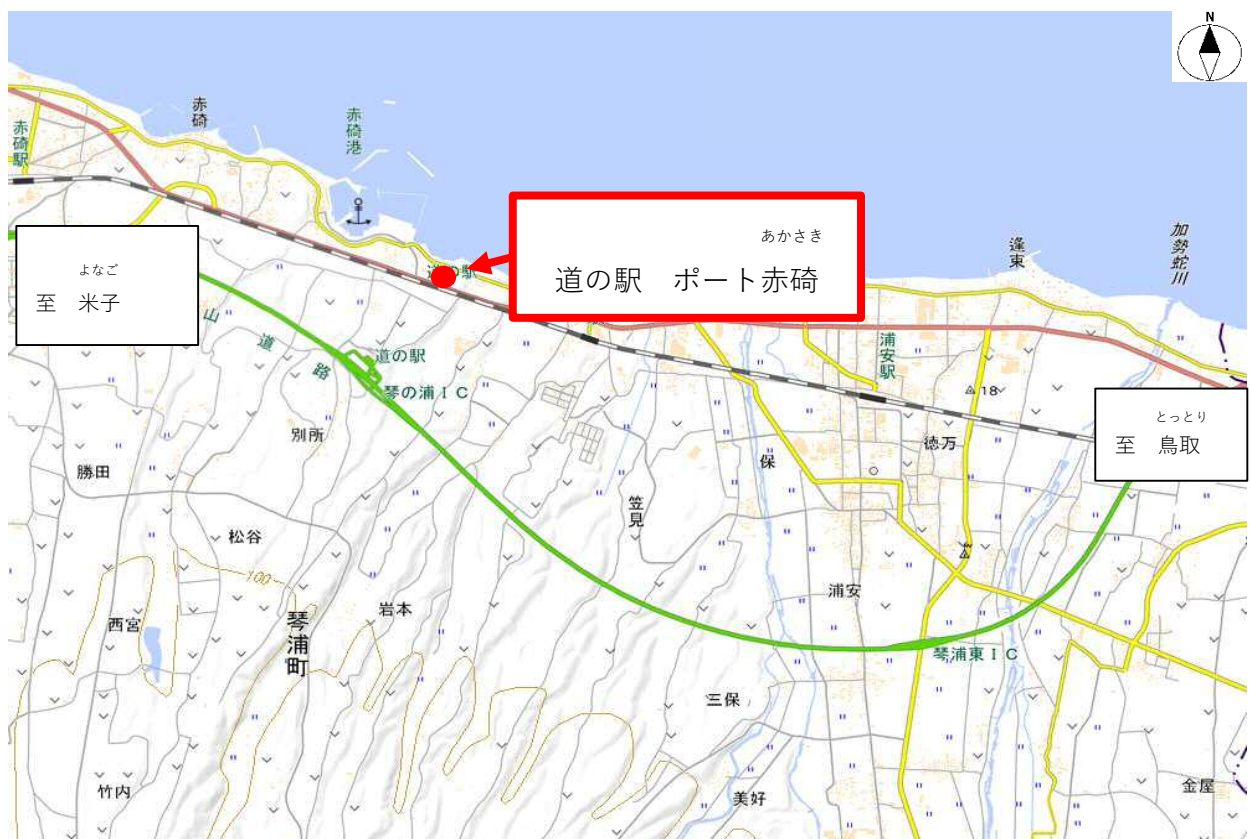 N
赤碕
赤碕港
赤碕駅
加勢蛇川
逢東
あかさき
道の駅 ポート赤碕
道の駅
よなご
至 米子
山道路
道の駅
琴の浦IC
浦安駅
18
とっとり
至 鳥取
別所
徳万
保
勝田
笠見
松谷
100
岩本
浦安
西宮
琴浦町
琴浦東IC
三保
竹内
美好
金屋